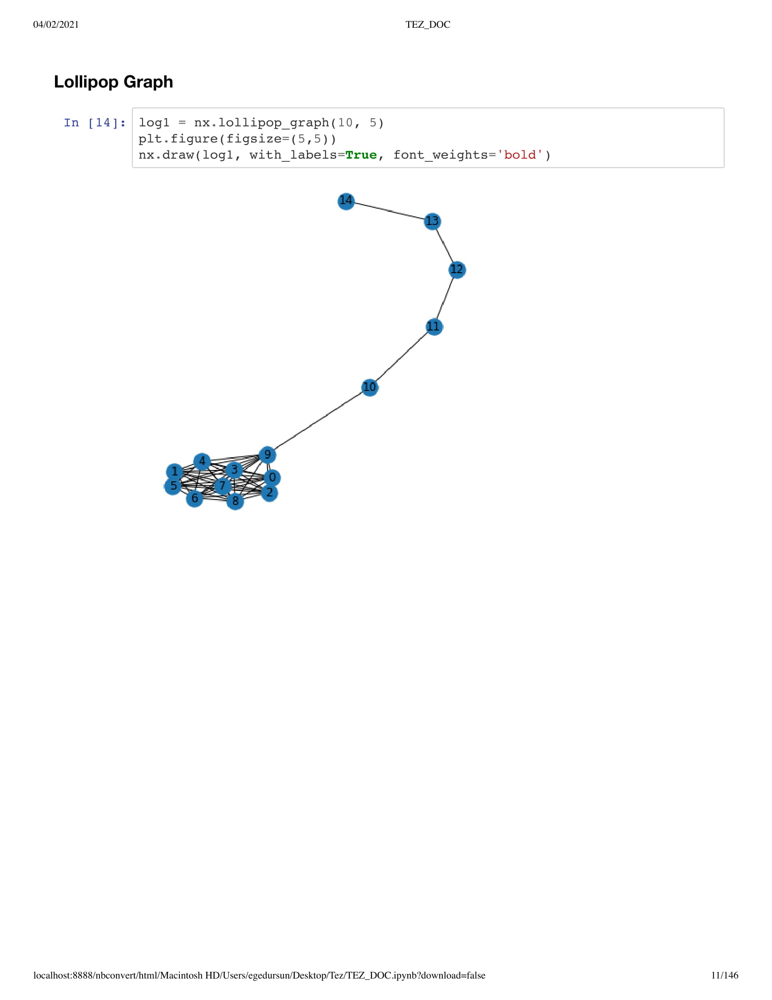 04/02/2021 TEZ_DOC
Lollipop Graph
In [14]: log1 = nx.lollipop_graph(10, 5)
plt.figure(figsize=(5,5))
nx.draw(log1, with_labels=True, font_weights='bold')
14
13
12
11
10
9
4
3
1
0
5
7
2
6
8
localhost:8888/nbconvert/html/Macintosh HD/Users/egedursun/Desktop/Tez/TEZ_DOC.ipynb?download=false 11/146